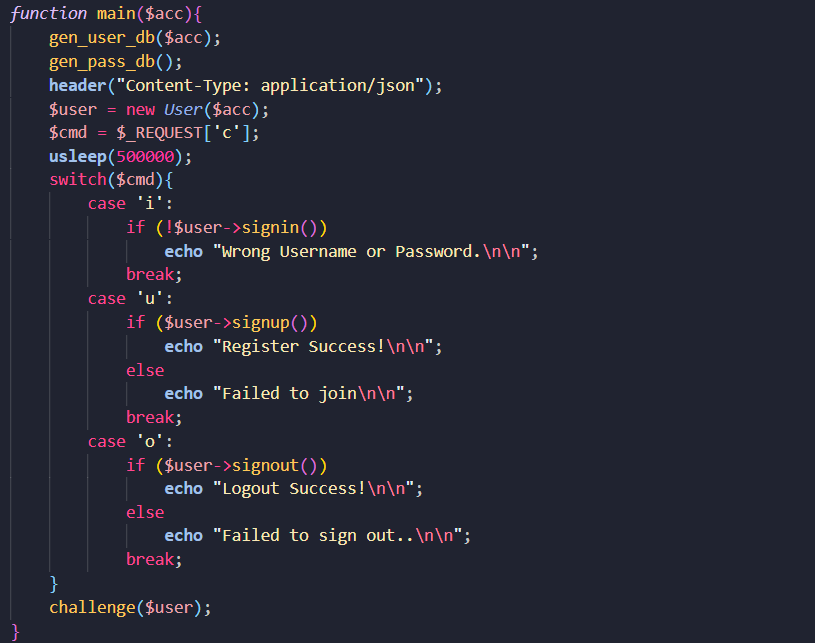 function main($acc){
    gen_user_db($acc);
    gen_pass_db();
    header("Content-Type: application/json");
    $user = new User($acc);
    $cmd = $_REQUEST['c'];
    usleep(500000);
    switch($cmd){
        case 'i':
            if (!$user->signin())
                echo "Wrong Username or Password.\n\n";
            break;
        case 'u':
            if ($user->signup())
                echo "Register Success!\n\n";
            else
                echo "Failed to join\n\n";
            break;
        case 'o':
            if ($user->signout())
                echo "Logout Success!\n\n";
            else
                echo "Failed to sign out..\n\n";
            break;
    }
    challenge($user);
}